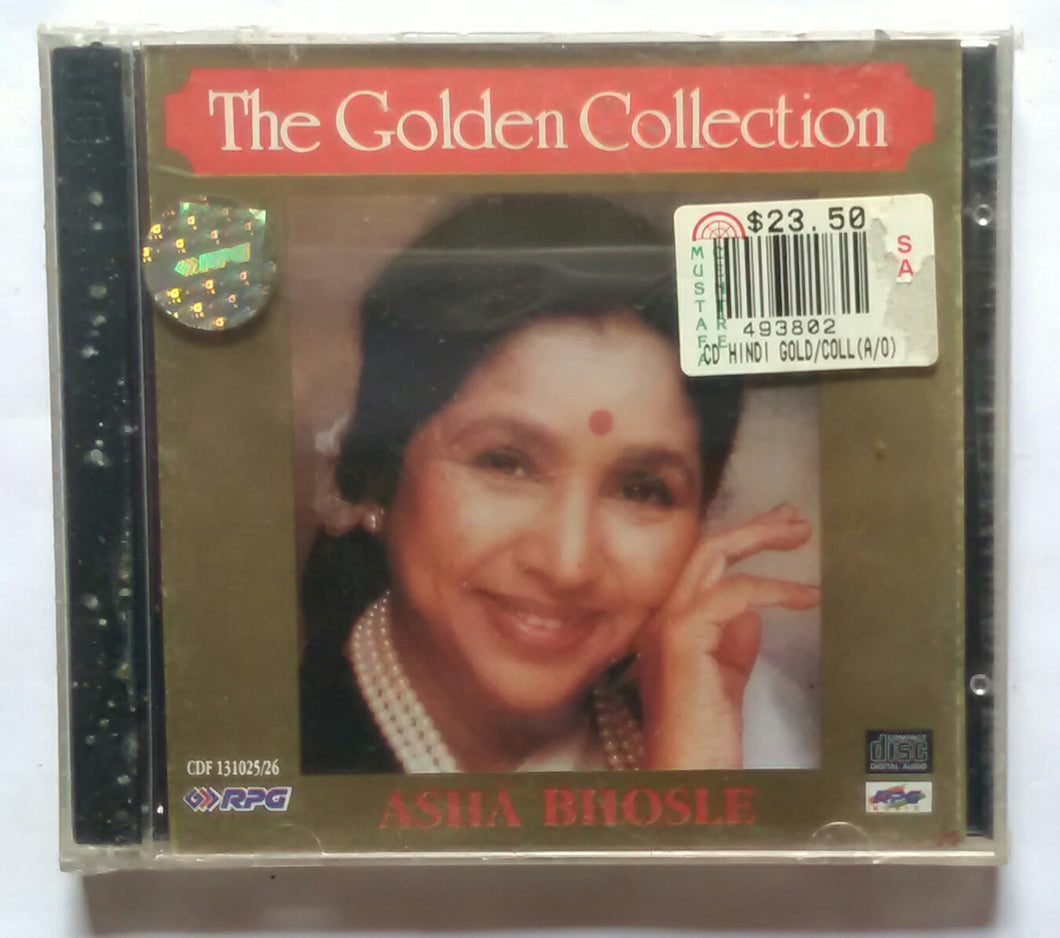 The Golden Collection
RPG
$23.50
MUSTAFA
CENTRE
SA
493802
CD HINDI GOLD/COLL(A/O)
CDF 131025/26
RPG
ASHA BHOSLE
COMPACT
disc
DIGITAL AUDIO
RPG